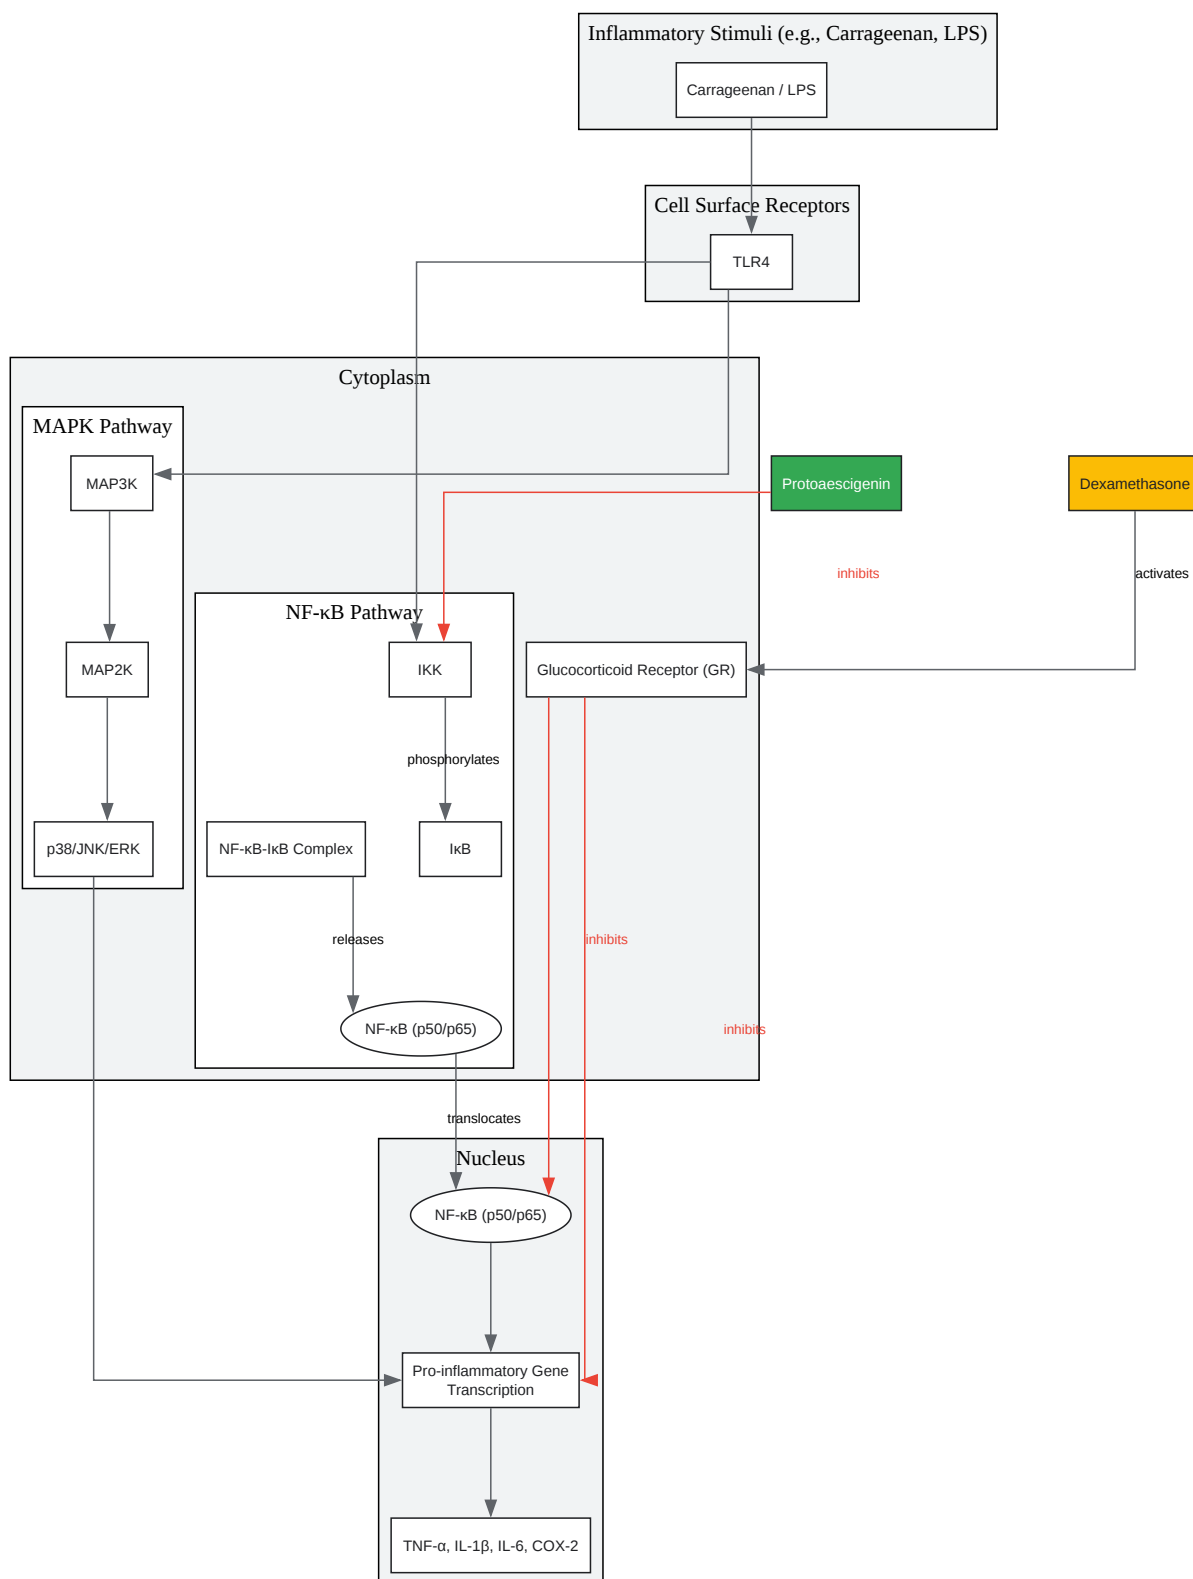 Inflammatory Stimuli (e.g., Carrageenan, LPS)
Carrageenan / LPS
Cell Surface Receptors
TLR4
Cytoplasm
MAPK Pathway
MAP3K
Protoaescigenin
Dexamethasone
inhibits
activates
NF-κB Pathway
MAP2K
IKK
Glucocorticoid Receptor (GR)
phosphorylates
p38/JNK/ERK
NF-κB-IκB Complex
IκB
releases
inhibits
NF-κB (p50/p65)
inhibits
translocates
Nucleus
NF-κB (p50/p65)
Pro-inflammatory Gene
Transcription
TNF-α, IL-1β, IL-6, COX-2